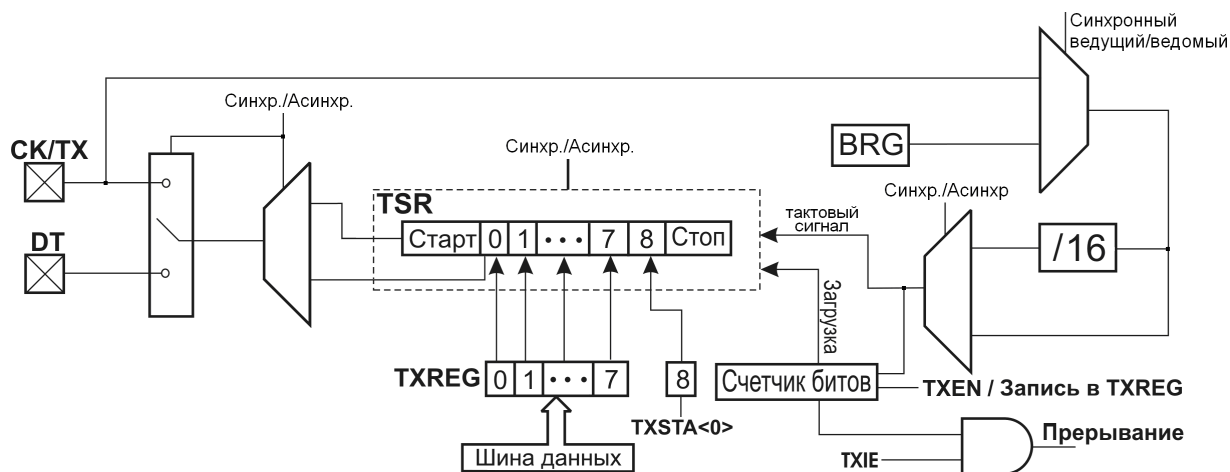 Синхронный
ведущий/ведомый
Синхр./Асинхр.
CK/TX
BRG
Синхр./Асинхр.
Синхр./Асинхр
TSR
тактовый
сигнал
DT
Старт 0 1 ••• 7 8 Стоп
/16
Загрузка
TXREG 0 1 ••• 7
8
Счетчик битов
TXEN / Запись в TXREG
TXSTA<0>
Прерывание
Шина данных
TXIE